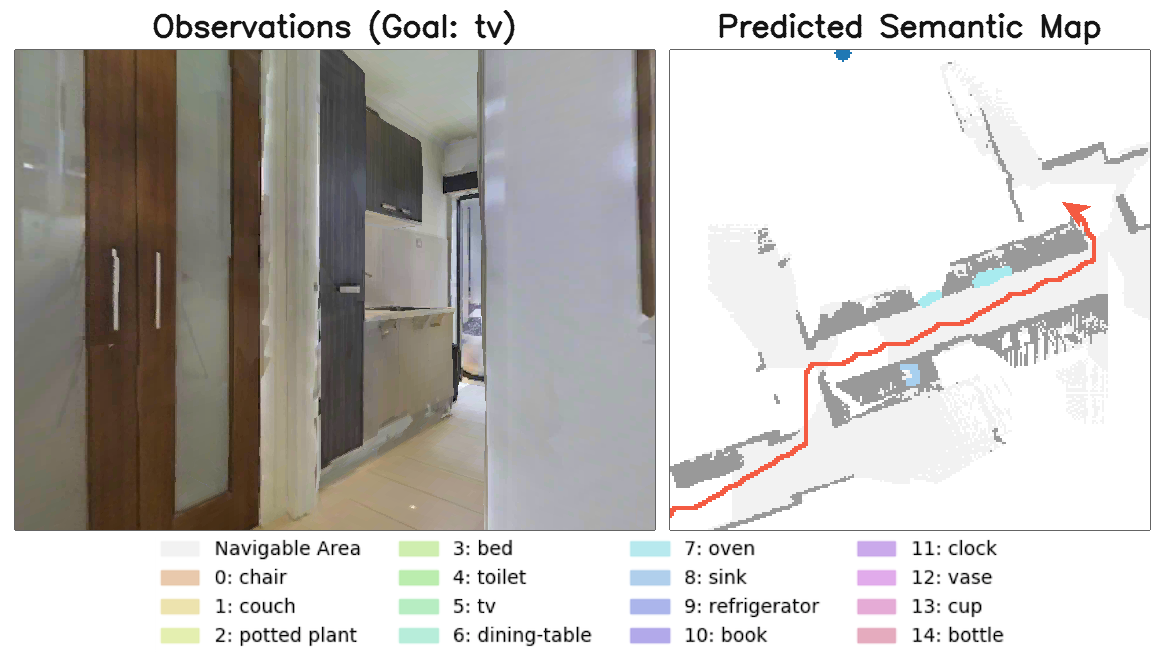 Observations (Goal: tv)
Predicted Semantic Map
Navigable Area
0: chair
1: couch
2: potted plant
3: bed
4: toilet
5: tv
6: dining-table
7: oven
8: sink
9: refrigerator
10: book
11: clock
12: vase
13: cup
14: bottle